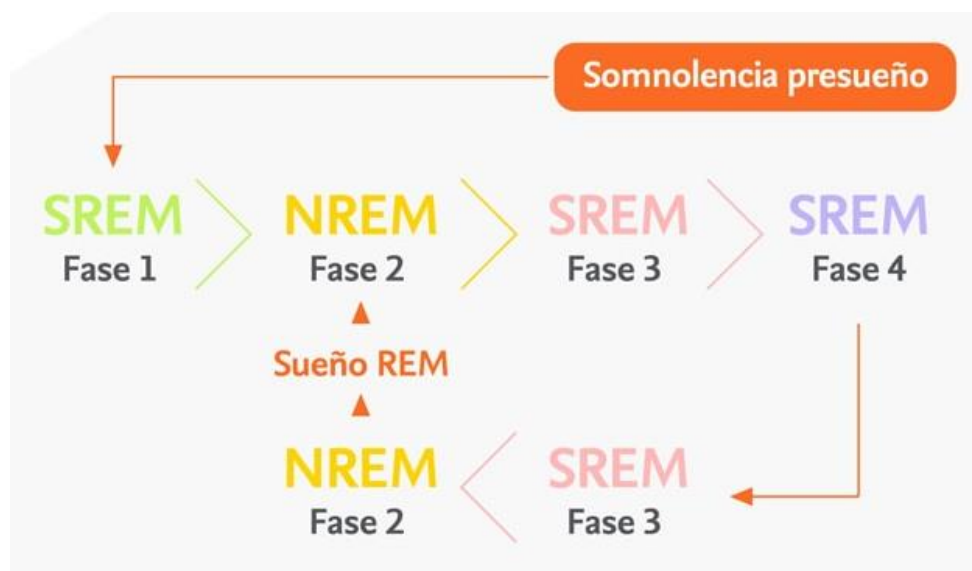 Somnolencia presueño
SREM
Fase 1
NREM
Fase 2
SREM
Fase 3
SREM
Fase 4
Sueño REM
NREM
Fase 2
SREM
Fase 3